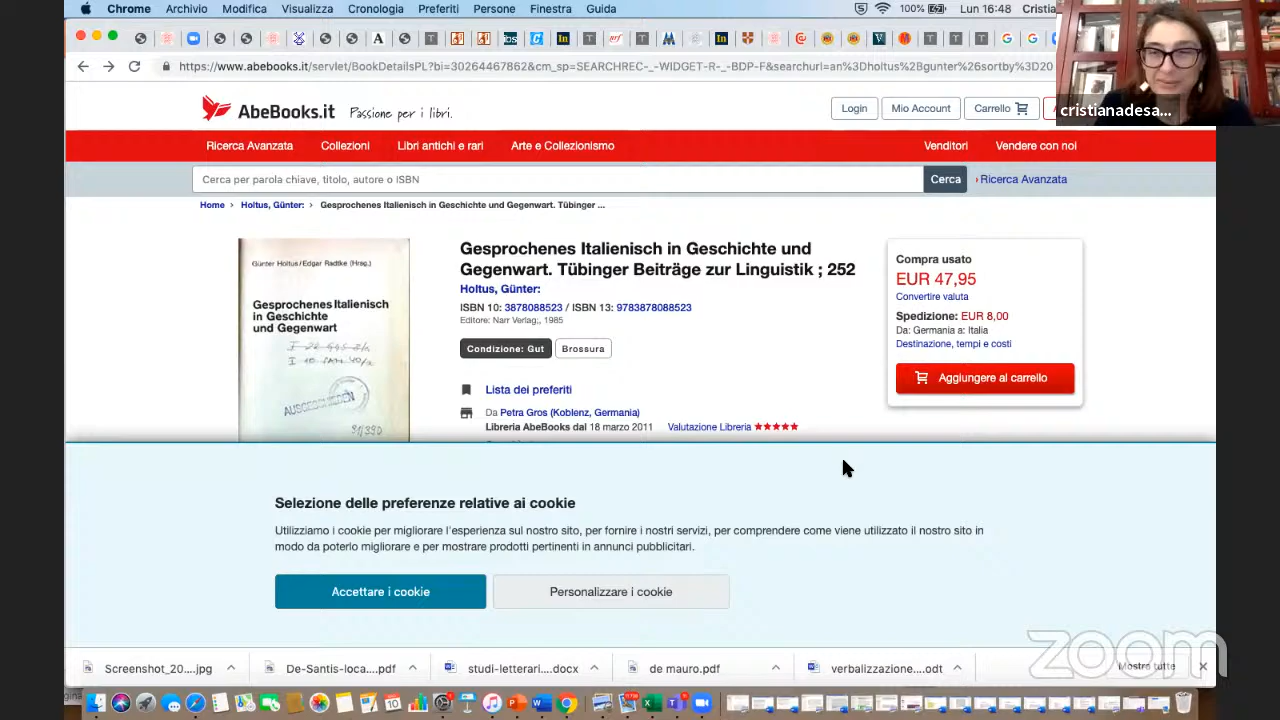 Chrome Archivio Modifica Visualizza Cronologia Preferiti Persone Finestra Guida 100% Lun 16:48 Cristia
https://www.abebooks.it/servlet/BookDetailsPL?bi=30264467862&cm_sp=SEARCHREC-_-WIDGET-R-_-BDP-F&searchurl=an%3Dholtus%2Bgunter%26sortby%3D20
cristianadesa...
AbeBooks.it Passione per i libri.
Login My Account Carrello
Ricerca Avanzata Collezioni Libri antichi e rari Arte e Collezionismo Venditori Vendere con noi
Cerca per parola chiave, titolo, autore o ISBN Cerca › Ricerca Avanzata
Home › Holtus, Günter: › Gesprochenes Italienisch in Geschichte und Gegenwart. Tübinger ...
Günter Holtus/Edgar Radtke (Hrsg.)
Gesprochenes Italienisch
in Geschichte
und Gegenwart
AUSGESCHIEDEN
Gesprochenes Italienisch in Geschichte und
Gegenwart. Tübinger Beiträge zur Linguistik ; 252
Holtus, Günter:
ISBN 10: 3878088523 / ISBN 13: 9783878088523
Editore: Narr Verlag;, 1985
Condizione: Gut Brossura
Lista dei preferiti
Da Petra Gros (Koblenz, Germania)
Libreria AbeBooks dal 18 marzo 2011 Valutazione Libreria
Compra usato
EUR 47,95
Convertire valuta
Spedizione: EUR 8,00
Da: Germania a: Italia
Destinazione, tempi e costi
Aggiungere al carrello
Selezione delle preferenze relative ai cookie
Utilizziamo i cookie per migliorare l'esperienza sul nostro sito, per fornire i nostri servizi, per comprendere come viene utilizzato il nostro sito in
modo da poterlo migliorare e per mostrare prodotti pertinenti in annunci pubblicitari.
Accettare i cookie Personalizzare i cookie
zoom
Screenshot_20....jpg De-Santis-loca....pdf studi-letterari....docx de mauro.pdf verbalizzazione....odt Mostra tutte